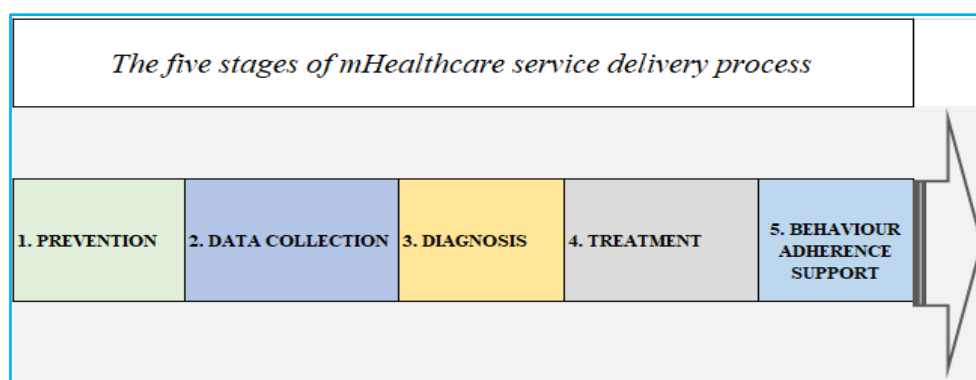 The five stages of mHealthcare service delivery process
1. PREVENTION
2. DATA COLLECTION
3. DIAGNOSIS
4. TREATMENT
5. BEHAVIOUR
ADHERENCE
SUPPORT